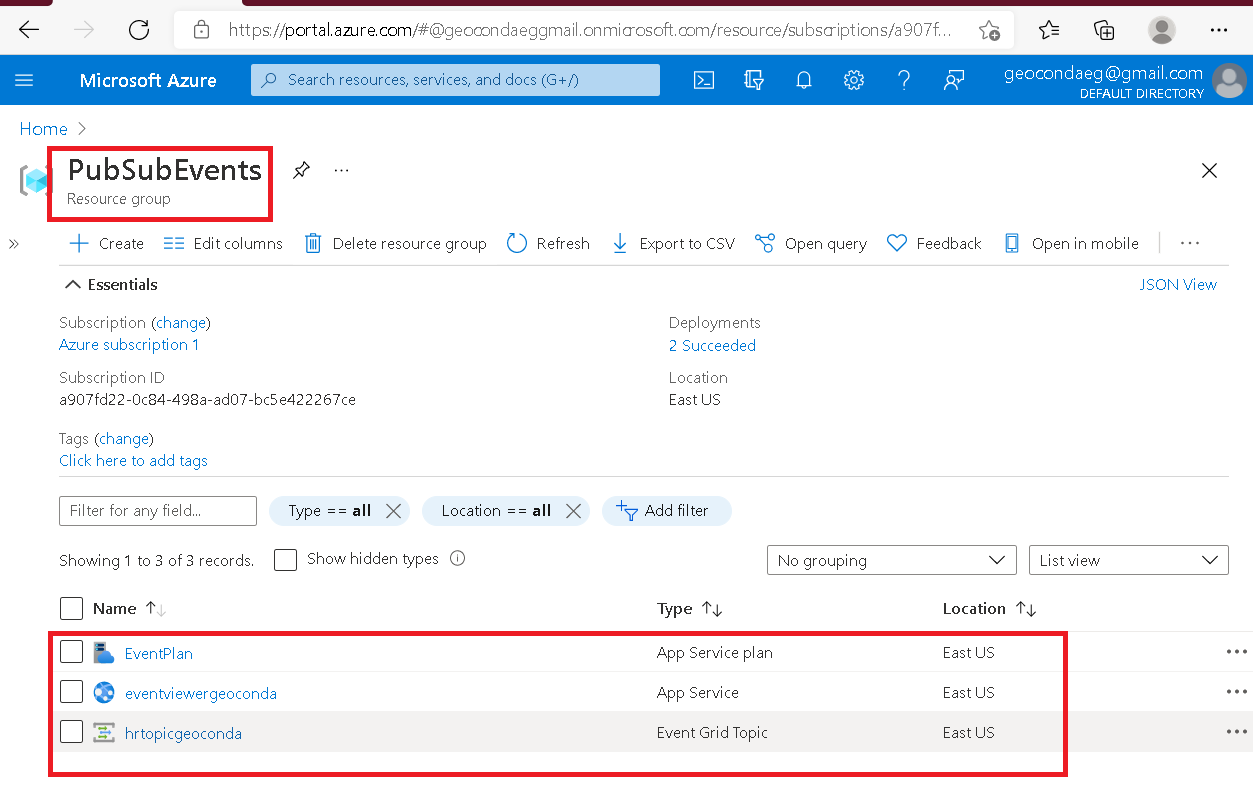 https://portal.azure.com/#@geocondaeggmail.onmicrosoft.com/resource/subscriptions/a907f...
Microsoft Azure
Search resources, services, and docs (G+/)
geocondaeg@gmail.com
DEFAULT DIRECTORY
Home
PubSubEvents
Resource group
Create Edit columns Delete resource group Refresh Export to CSV Open query Feedback Open in mobile
Essentials JSON View
Subscription (change) Deployments
Azure subscription 1 2 Succeeded
Subscription ID Location
a907fd22-0c84-498a-ad07-bc5e422267ce East US
Tags (change)
Click here to add tags
Filter for any field... Type == all Location == all Add filter
Showing 1 to 3 of 3 records. Show hidden types No grouping List view
Name Type Location
EventPlan App Service plan East US
eventviewergeoconda App Service East US
hrtopicgeoconda Event Grid Topic East US